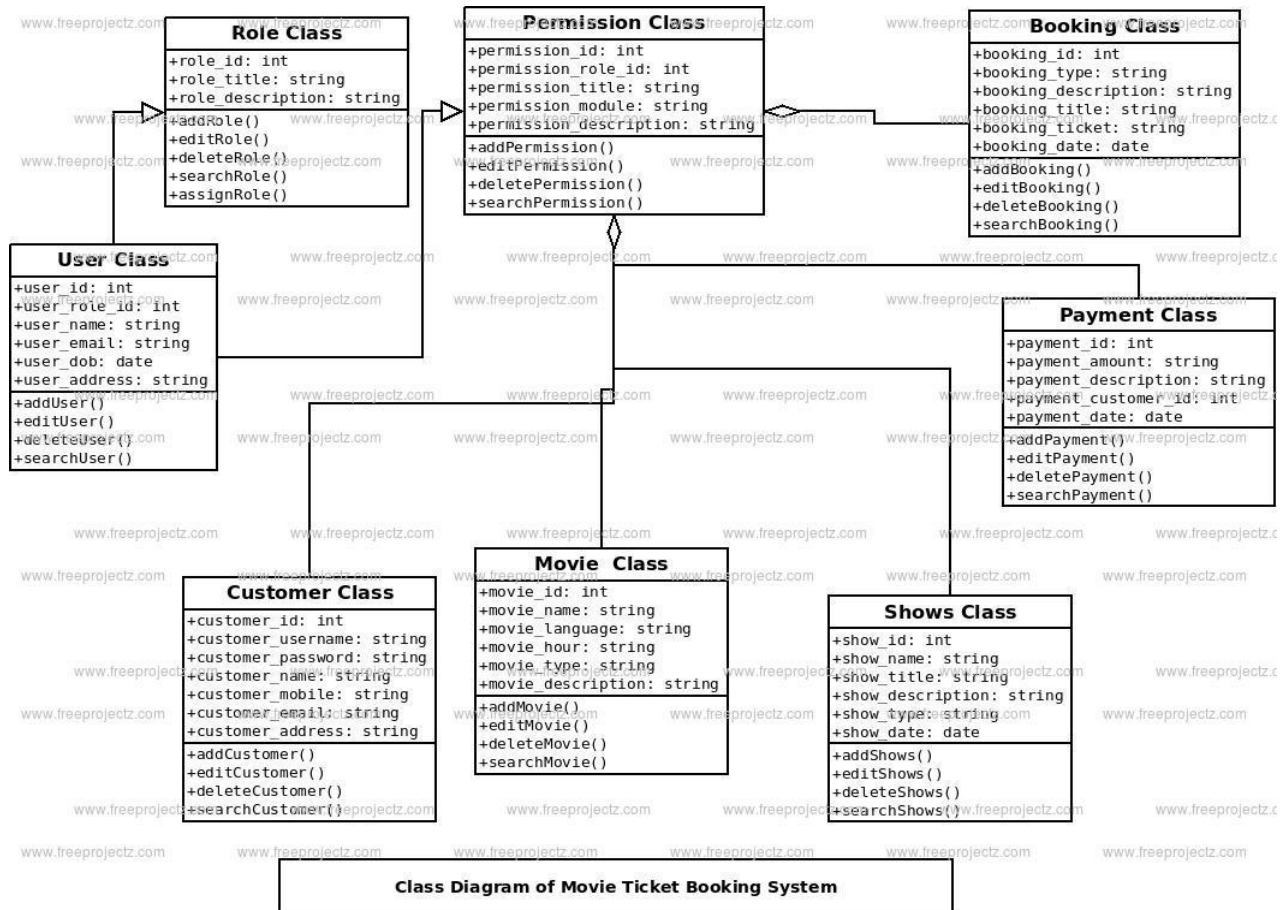 Role Class
+role_id: int
+role_title: string
+role_description: string
+addRole()
+editRole()
+deleteRole()
+searchRole()
+assignRole()
Permission Class
+permission_id: int
+permission_role_id: int
+permission_title: string
+permission_module: string
+permission_description: string
+addPermission()
+editPermission()
+deletePermission()
+searchPermission()
Booking Class
+booking_id: int
+booking_type: string
+booking_description: string
+booking_title: string
+booking_ticket: string
+booking_date: date
+addBooking()
+editBooking()
+deleteBooking()
+searchBooking()
User Class
+user_id: int
+user_role_id: int
+user_name: string
+user_email: string
+user_dob: date
+user_address: string
+addUser()
+editUser()
+deleteUser()
+searchUser()
Payment Class
+payment_id: int
+payment_amount: string
+payment_description: string
+payment_customer_id: int
+payment_date: date
+addPayment()
+editPayment()
+deletePayment()
+searchPayment()
Customer Class
+customer_id: int
+customer_username: string
+customer_password: string
+customer_name: string
+customer_mobile: string
+customer_email: string
+customer_address: string
+addCustomer()
+editCustomer()
+deleteCustomer()
+searchCustomer()
Movie Class
+movie_id: int
+movie_name: string
+movie_language: string
+movie_hour: string
+movie_type: string
+movie_description: string
+addMovie()
+editMovie()
+deleteMovie()
+searchMovie()
Shows Class
+show_id: int
+show_name: string
+show_title: string
+show_description: string
+show_type: string
+show_date: date
+addShows()
+editShows()
+deleteShows()
+searchShows()
Class Diagram of Movie Ticket Booking System
www.freeprojectz.com